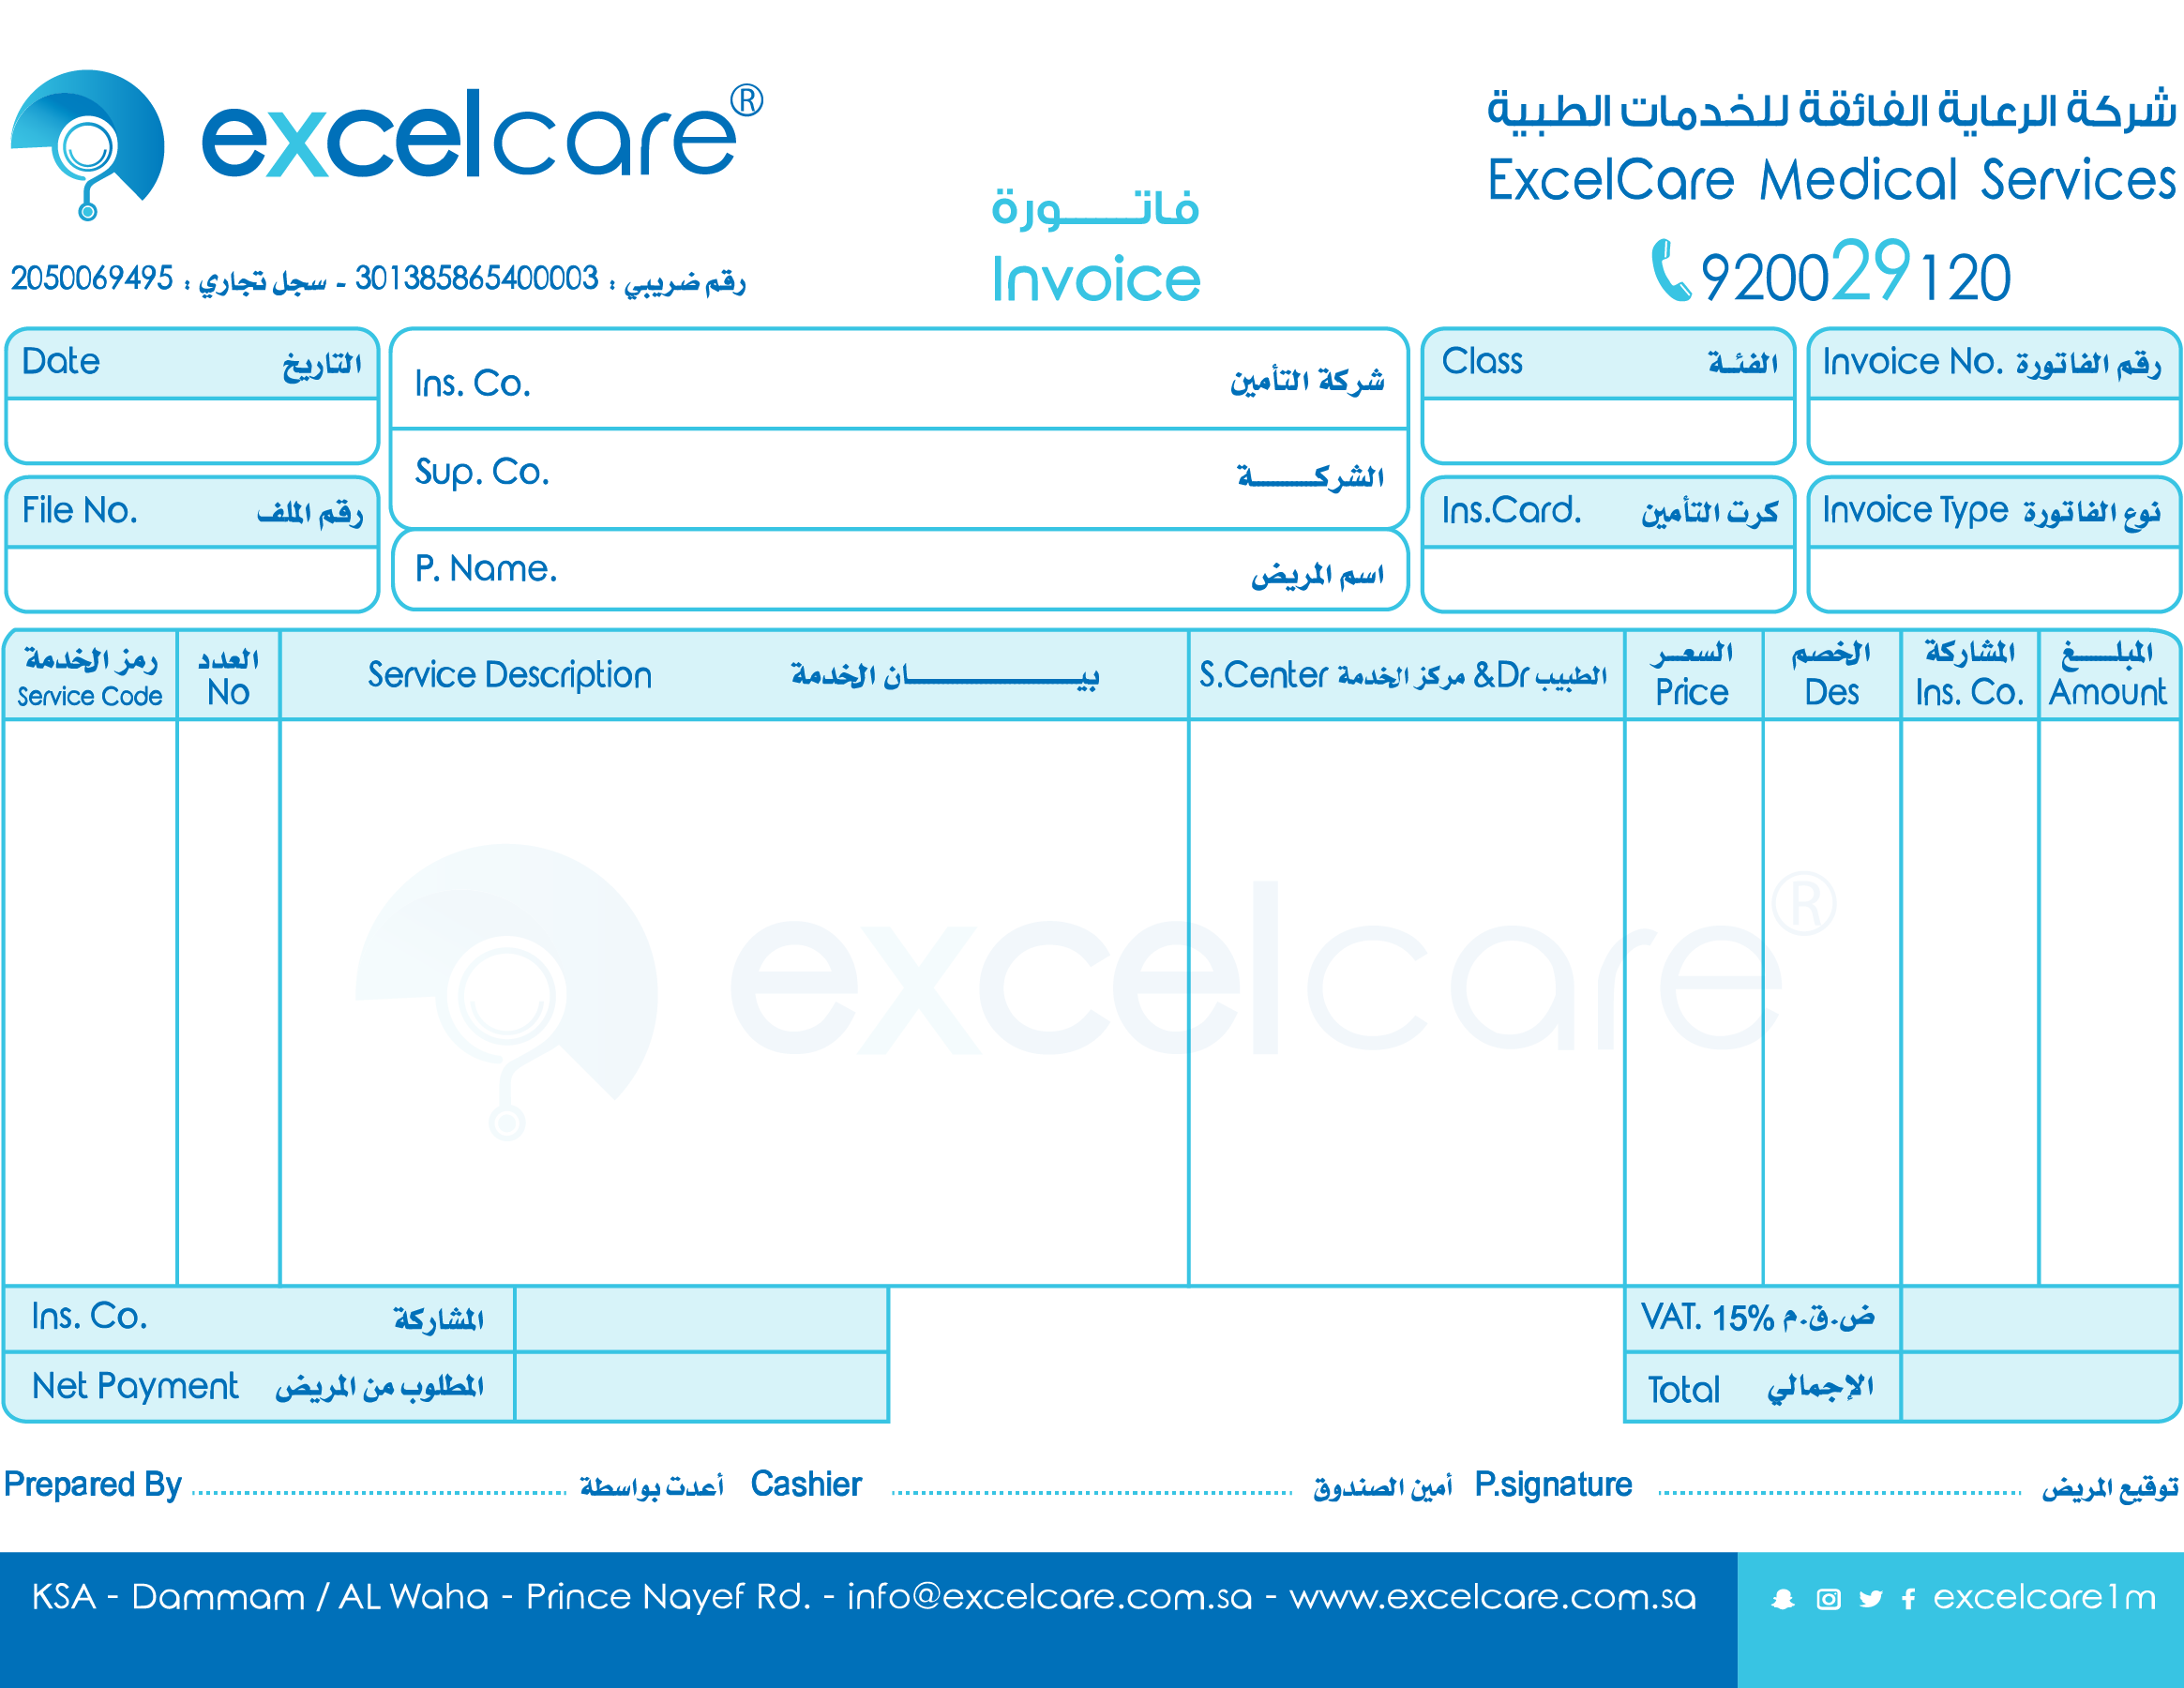 excelcare®
شركة الرعاية الفائقة للخدمات الطبية
ExcelCare Medical Services
فاتـــــورة
Invoice
920029120
رقم ضريبي : 301385865400003 - سجل تجاري : 2050069495
Date التاريخ
Ins. Co. شركة التأمين
Class الفئـة
Invoice No. رقم الفاتورة
Sup. Co. الشركـــــة
File No. رقم الملف
Ins.Card. كرت التأمين
Invoice Type نوع الفاتورة
P. Name. اسم المريض
رمز الخدمة العدد السعـر الخصم المشاركة المبلـــغ
Service Code No Service Description بيـــــــــــان الخدمة S.Center مركز الخدمة &Dr الطبيب Price Des Ins. Co. Amount
excelcare®
Ins. Co. المشاركة
VAT. 15% ض.ق.م
Net Payment المطلوب من المريض
Total الإجمالي
Prepared By أعدت بواسطة Cashier أمين الصندوق P.signature توقيع المريض
KSA - Dammam / AL Waha - Prince Nayef Rd. - info@excelcare.com.sa - www.excelcare.com.sa
excelcare1m